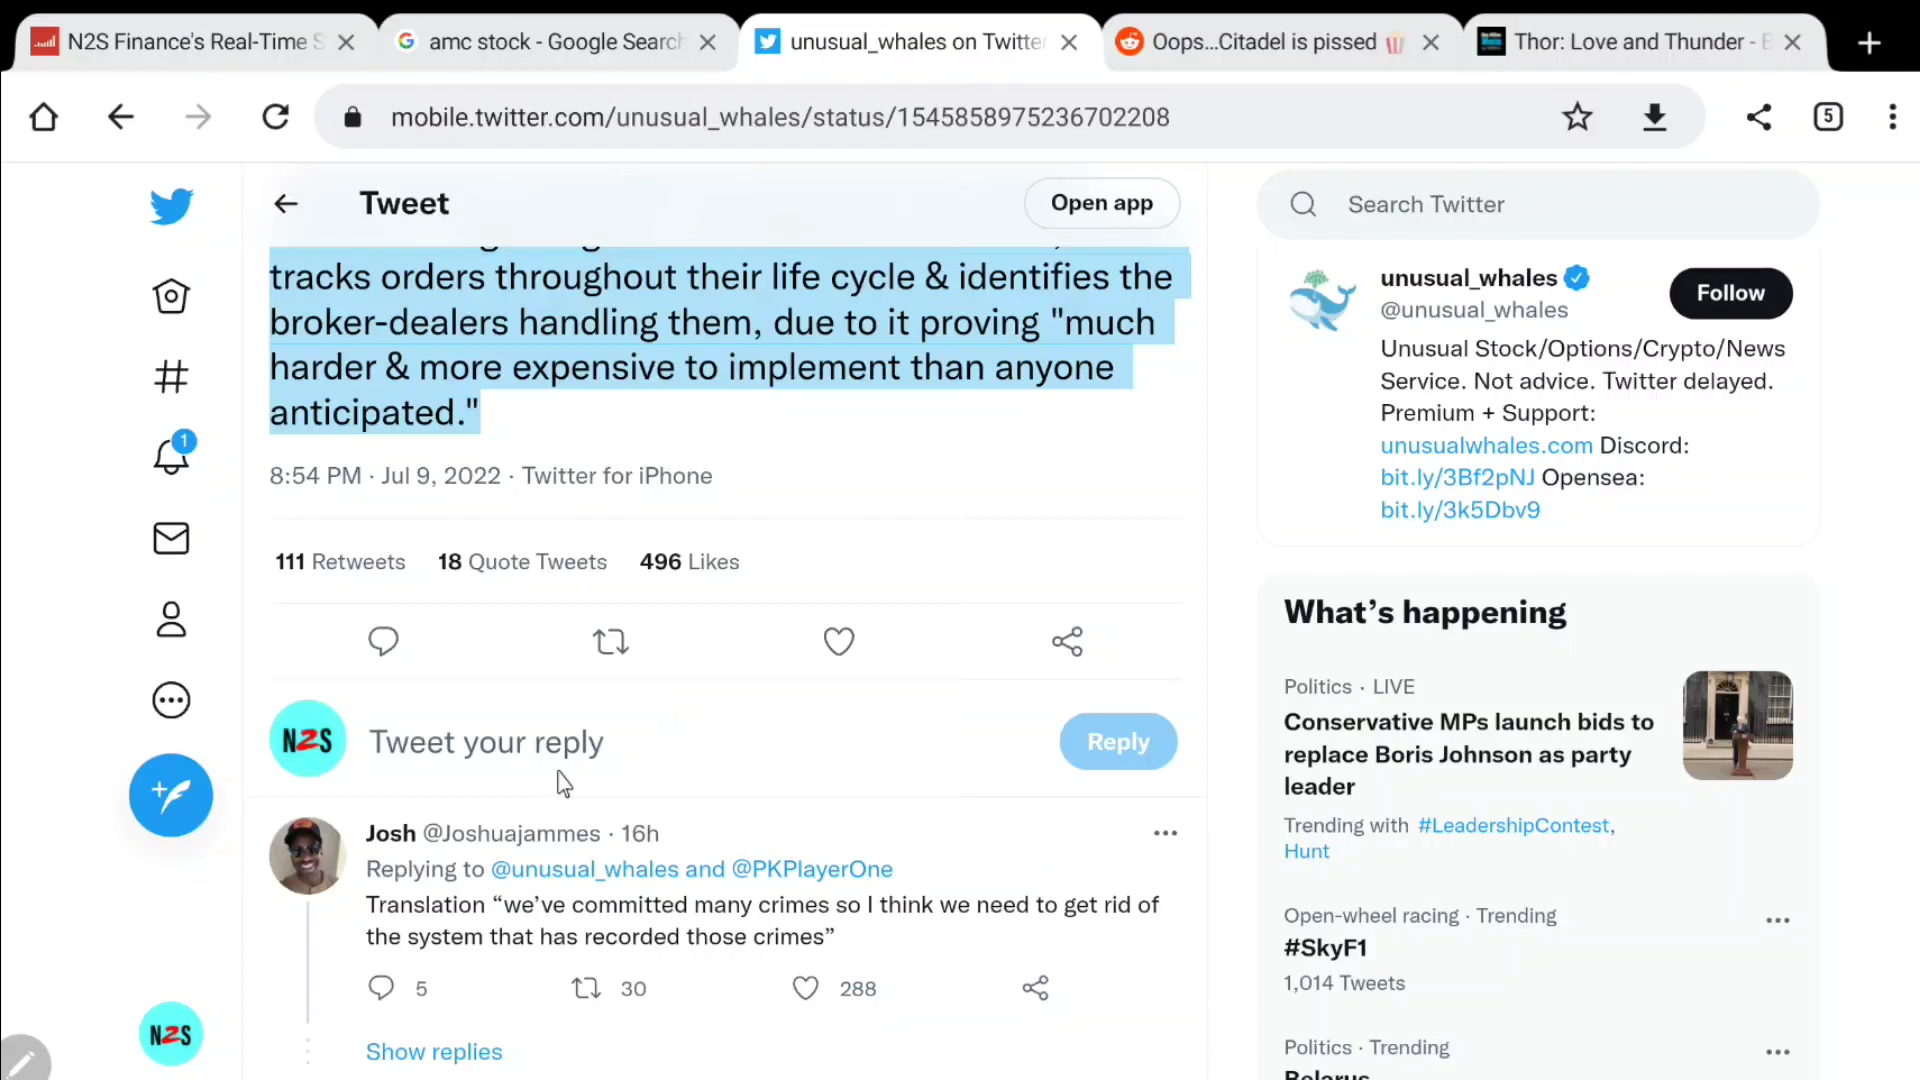 N2S Finance's Real-Time S
amc stock - Google Search
unusual_whales on Twitter
Oops...Citadel is pissed 🍿
Thor: Love and Thunder - B
mobile.twitter.com/unusual_whales/status/1545858975236702208
5
Tweet
Open app
Search Twitter
tracks orders throughout their life cycle & identifies the
broker-dealers handling them, due to it proving "much
harder & more expensive to implement than anyone
anticipated."
8:54 PM · Jul 9, 2022 · Twitter for iPhone
111 Retweets 18 Quote Tweets 496 Likes
1
N2S
Tweet your reply
Reply
Josh @Joshuajammes · 16h
Replying to @unusual_whales and @PKPlayerOne
Translation “we’ve committed many crimes so I think we need to get rid of
the system that has recorded those crimes”
5 30 288
Show replies
N2S
unusual_whales
@unusual_whales
Follow
Unusual Stock/Options/Crypto/News
Service. Not advice. Twitter delayed.
Premium + Support:
unusualwhales.com Discord:
bit.ly/3Bf2pNJ Opensea:
bit.ly/3k5Dbv9
What’s happening
Politics · LIVE
Conservative MPs launch bids to
replace Boris Johnson as party
leader
Trending with #LeadershipContest,
Hunt
Open-wheel racing · Trending
#SkyF1
1,014 Tweets
Politics · Trending
Belarus